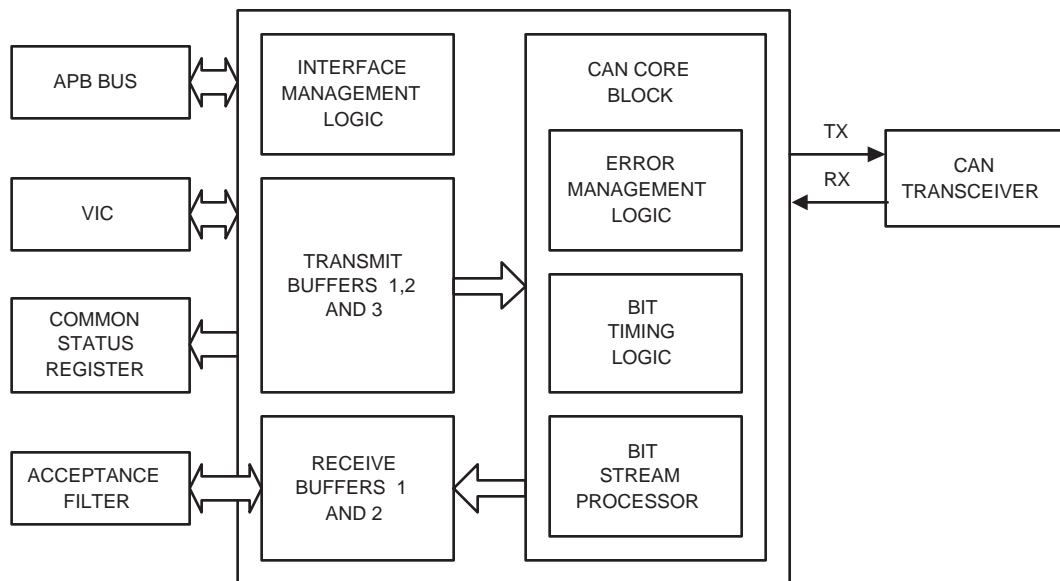 APB BUS
VIC
COMMON
STATUS
REGISTER
ACCEPTANCE
FILTER
INTERFACE
MANAGEMENT
LOGIC
TRANSMIT
BUFFERS 1,2
AND 3
RECEIVE
BUFFERS 1
AND 2
CAN CORE
BLOCK
ERROR
MANAGEMENT
LOGIC
BIT
TIMING
LOGIC
BIT
STREAM
PROCESSOR
TX
RX
CAN
TRANSCEIVER